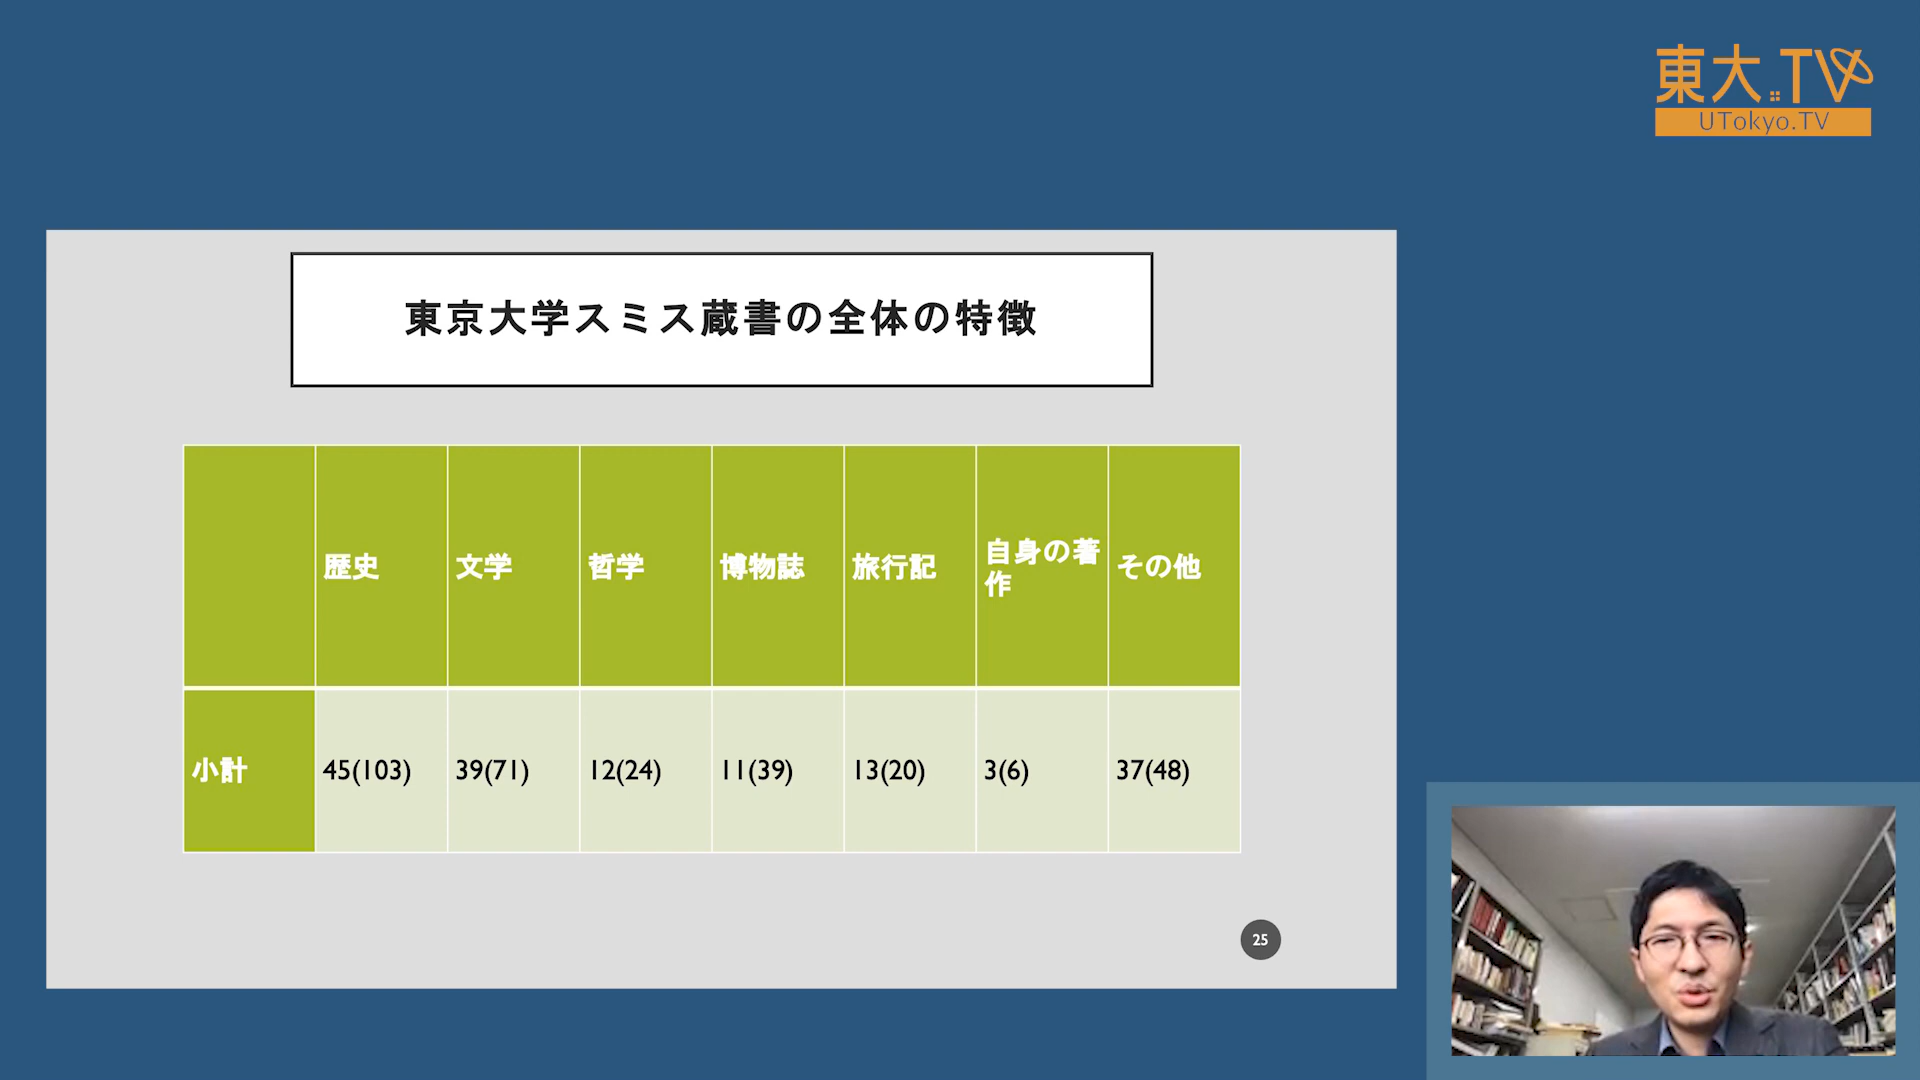 東大.TV
UTokyo.TV
東京大学スミス蔵書の全体の特徴
歴史
文学
哲学
博物誌
旅行記
自身の著
作
その他
小計
45(103)
39(71)
12(24)
11(39)
13(20)
3(6)
37(48)
25